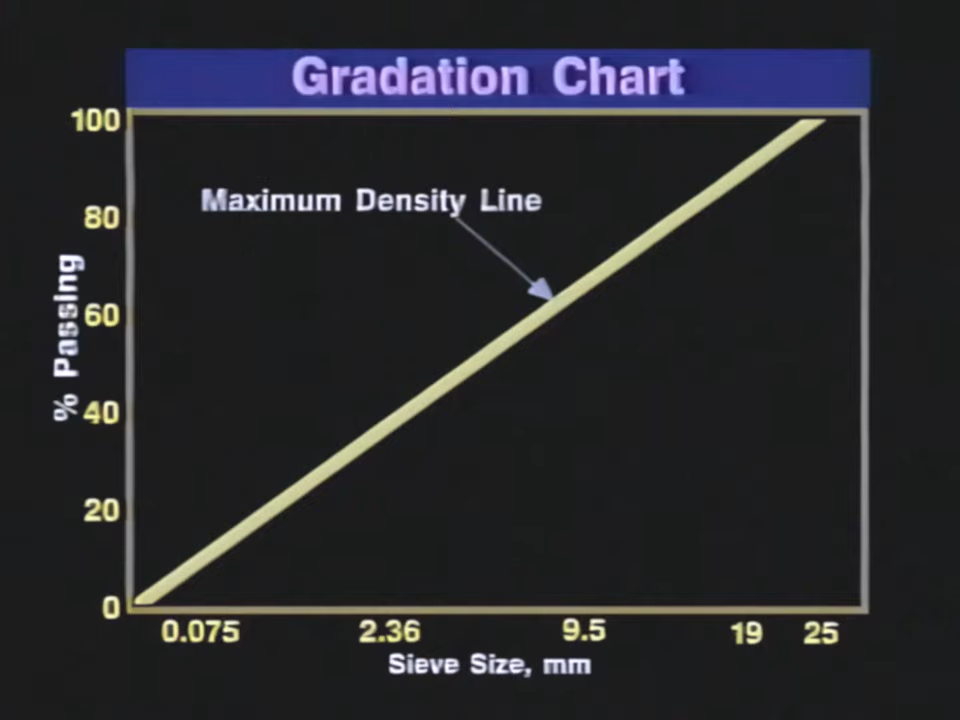 Gradation Chart
100
Maximum Density Line
80
% Passing
60
40
20
0
0.075 2.36 9.5 19 25
Sieve Size, mm